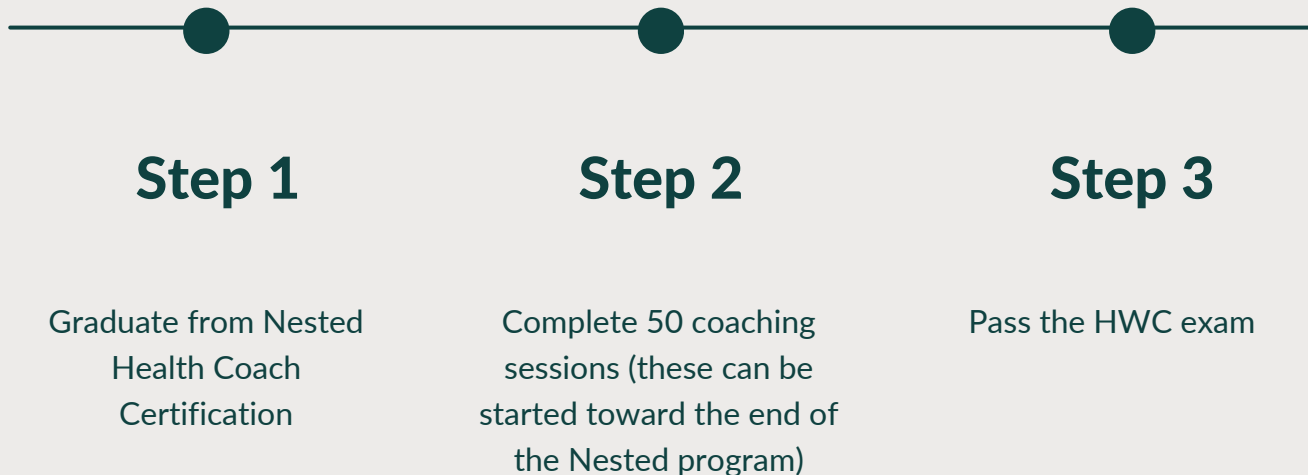 Step 1
Graduate from Nested
Health Coach
Certification
Step 2
Complete 50 coaching
sessions (these can be
started toward the end of
the Nested program)
Step 3
Pass the HWC exam